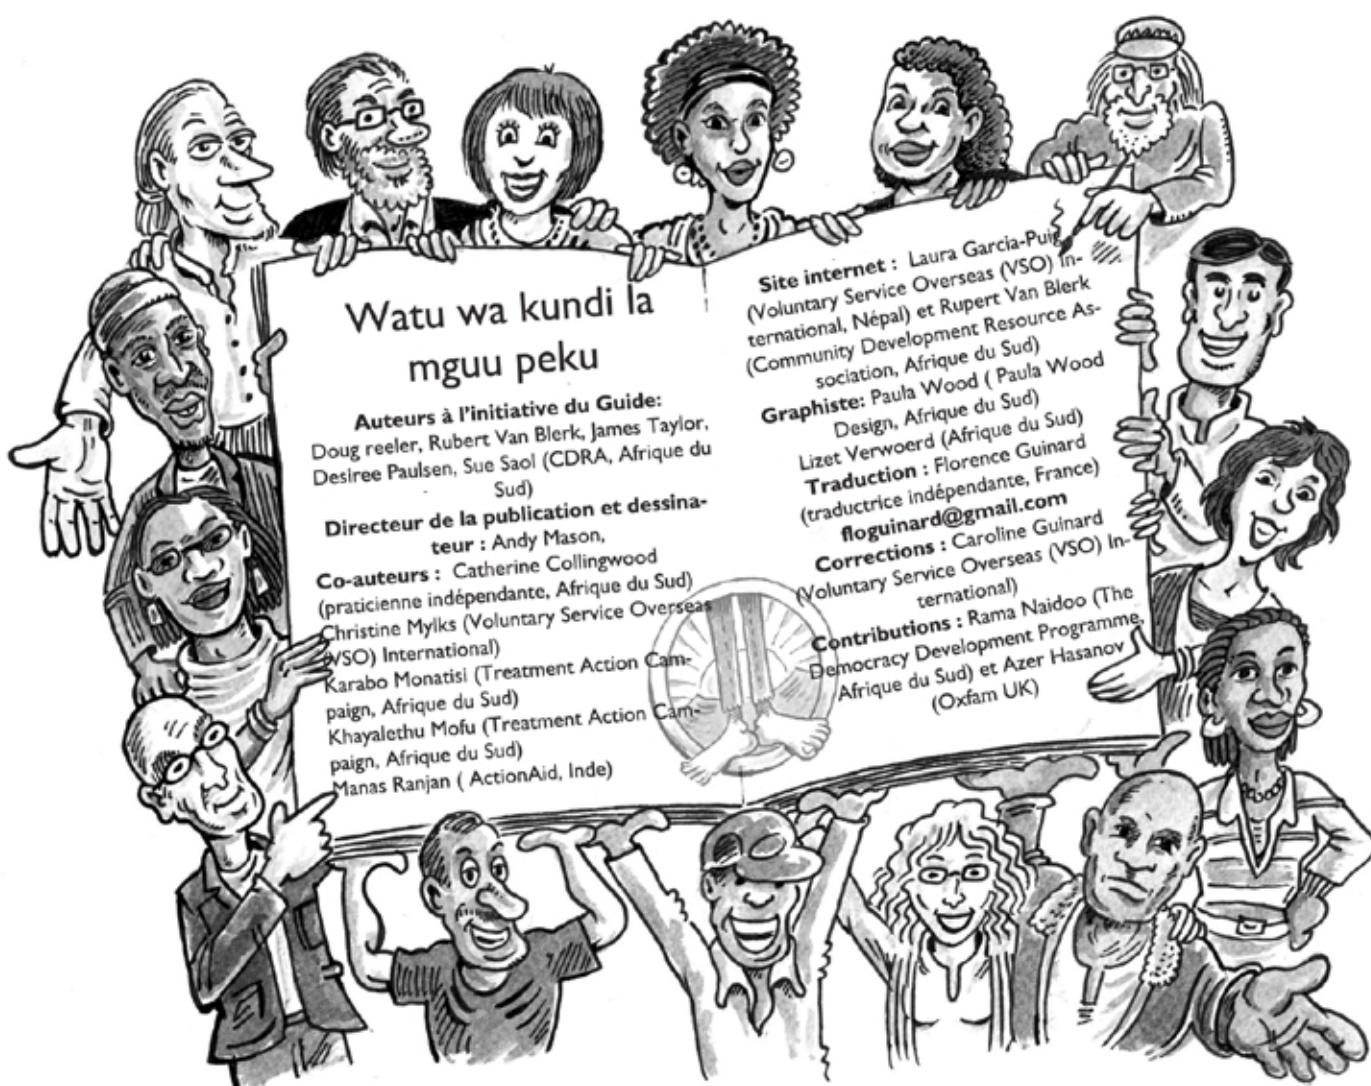 Watu wa kundi la
mguu peku
Auteurs à l'initiative du Guide:
Doug reeler, Rubert Van Blerk, James Taylor,
Desiree Paulsen, Sue Saol (CDRA, Afrique du
Sud)
Directeur de la publication et dessina-
teur : Andy Mason,
Co-auteurs : Catherine Collingwood
(praticienne indépendante, Afrique du Sud)
Christine Mylks (Voluntary Service Overseas
(VSO) International)
Karabo Monatisi (Treatment Action Cam-
paign, Afrique du Sud)
Khayalethu Mofu (Treatment Action Cam-
paign, Afrique du Sud)
Manas Ranjan ( ActionAid, Inde)
Site internet : Laura Garcia-Puig
(Voluntary Service Overseas (VSO) In-
ternational, Népal) et Rupert Van Blerk
(Community Development Resource As-
sociation, Afrique du Sud)
Graphiste: Paula Wood ( Paula Wood
Design, Afrique du Sud)
Lizet Verwoerd (Afrique du Sud)
Traduction : Florence Guinard
(traductrice indépendante, France)
floguinard@gmail.com
Corrections : Caroline Guinard
(Voluntary Service Overseas (VSO) In-
ternational)
Contributions : Rama Naidoo (The
Democracy Development Programme,
Afrique du Sud) et Azer Hasanov
(Oxfam UK)